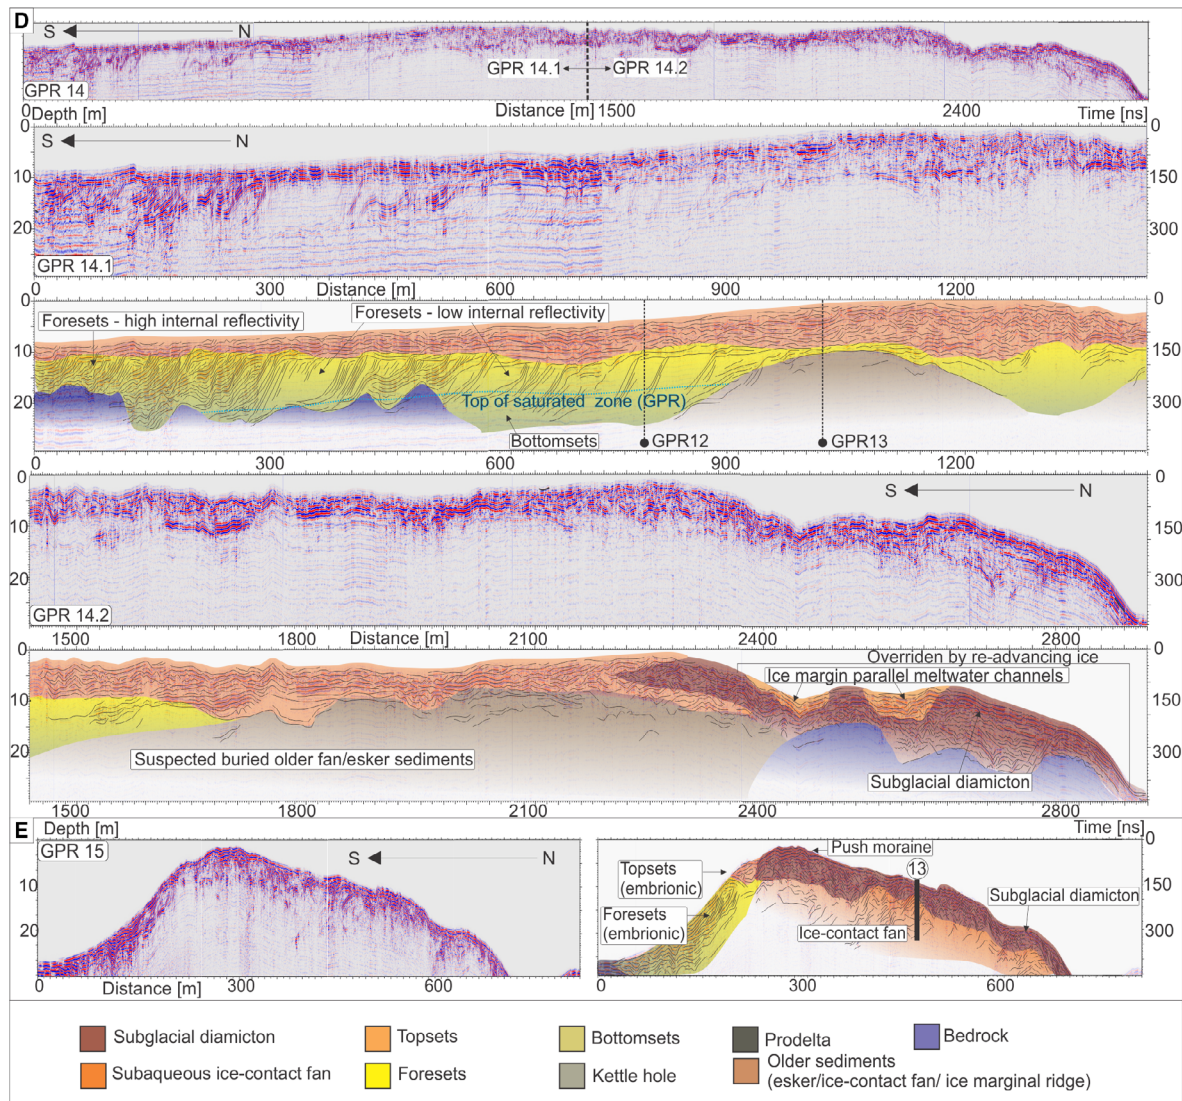 D
S N
GPR 14.1 GPR 14.2
GPR 14
0 Distance [m] 1500 2400 Time [ns]
Depth [m]
0 S N 0
10 150
20 300
GPR 14.1
0 300 Distance [m] 600 900 1200
0
Foresets - high internal reflectivity Foresets - low internal reflectivity
10 150
20 Top of saturated zone (GPR) 300
Bottomsets GPR12 GPR13
0 300 600 900 1200
0 S N 0
10 150
20 300
GPR 14.2
1500 1800 Distance [m] 2100 2400 2800
0 Overriden by re-advancing ice 0
Ice margin parallel meltwater channels
10 150
20 Suspected buried older fan/esker sediments 300
Subglacial diamicton
1500 1800 2100 2400 2800
E Depth [m] Time [ns]
GPR 15
S N
10
20
0 Distance [m] 300 600
Push moraine 0
Topsets
(embrionic)
13
150
Subglacial diamicton
Foresets
(embrionic)
Ice-contact fan 300
0 300 600
Subglacial diamicton Topsets Bottomsets Prodelta Bedrock
Subaqueous ice-contact fan Foresets Kettle hole Older sediments
(esker/ice-contact fan/ ice marginal ridge)